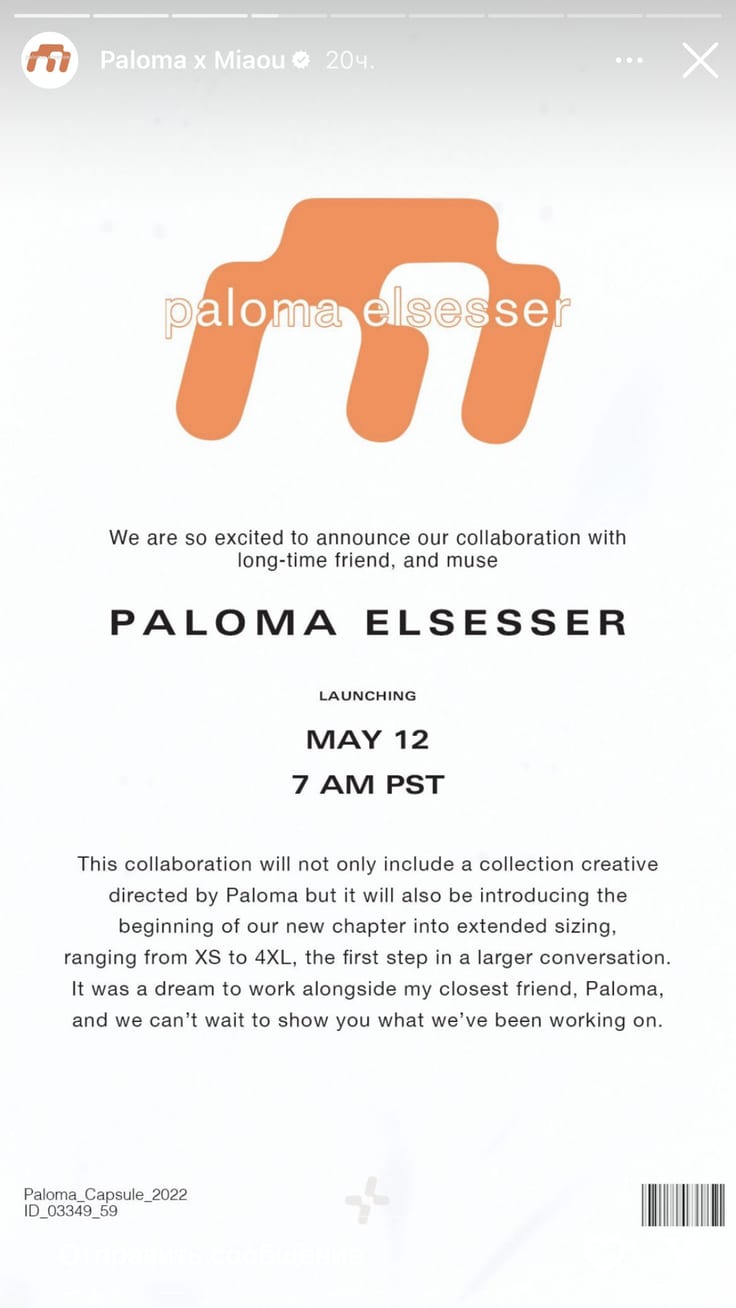 Paloma x Miaou 20ч.
paloma elsesser
We are so excited to announce our collaboration with
long-time friend, and muse
PALOMA ELSESSER
LAUNCHING
MAY 12
7 AM PST
This collaboration will not only include a collection creative
directed by Paloma but it will also be introducing the
beginning of our new chapter into extended sizing,
ranging from XS to 4XL, the first step in a larger conversation.
It was a dream to work alongside my closest friend, Paloma,
and we can’t wait to show you what we’ve been working on.
Paloma_Capsule_2022
ID_03349_59
Отправить сообщение